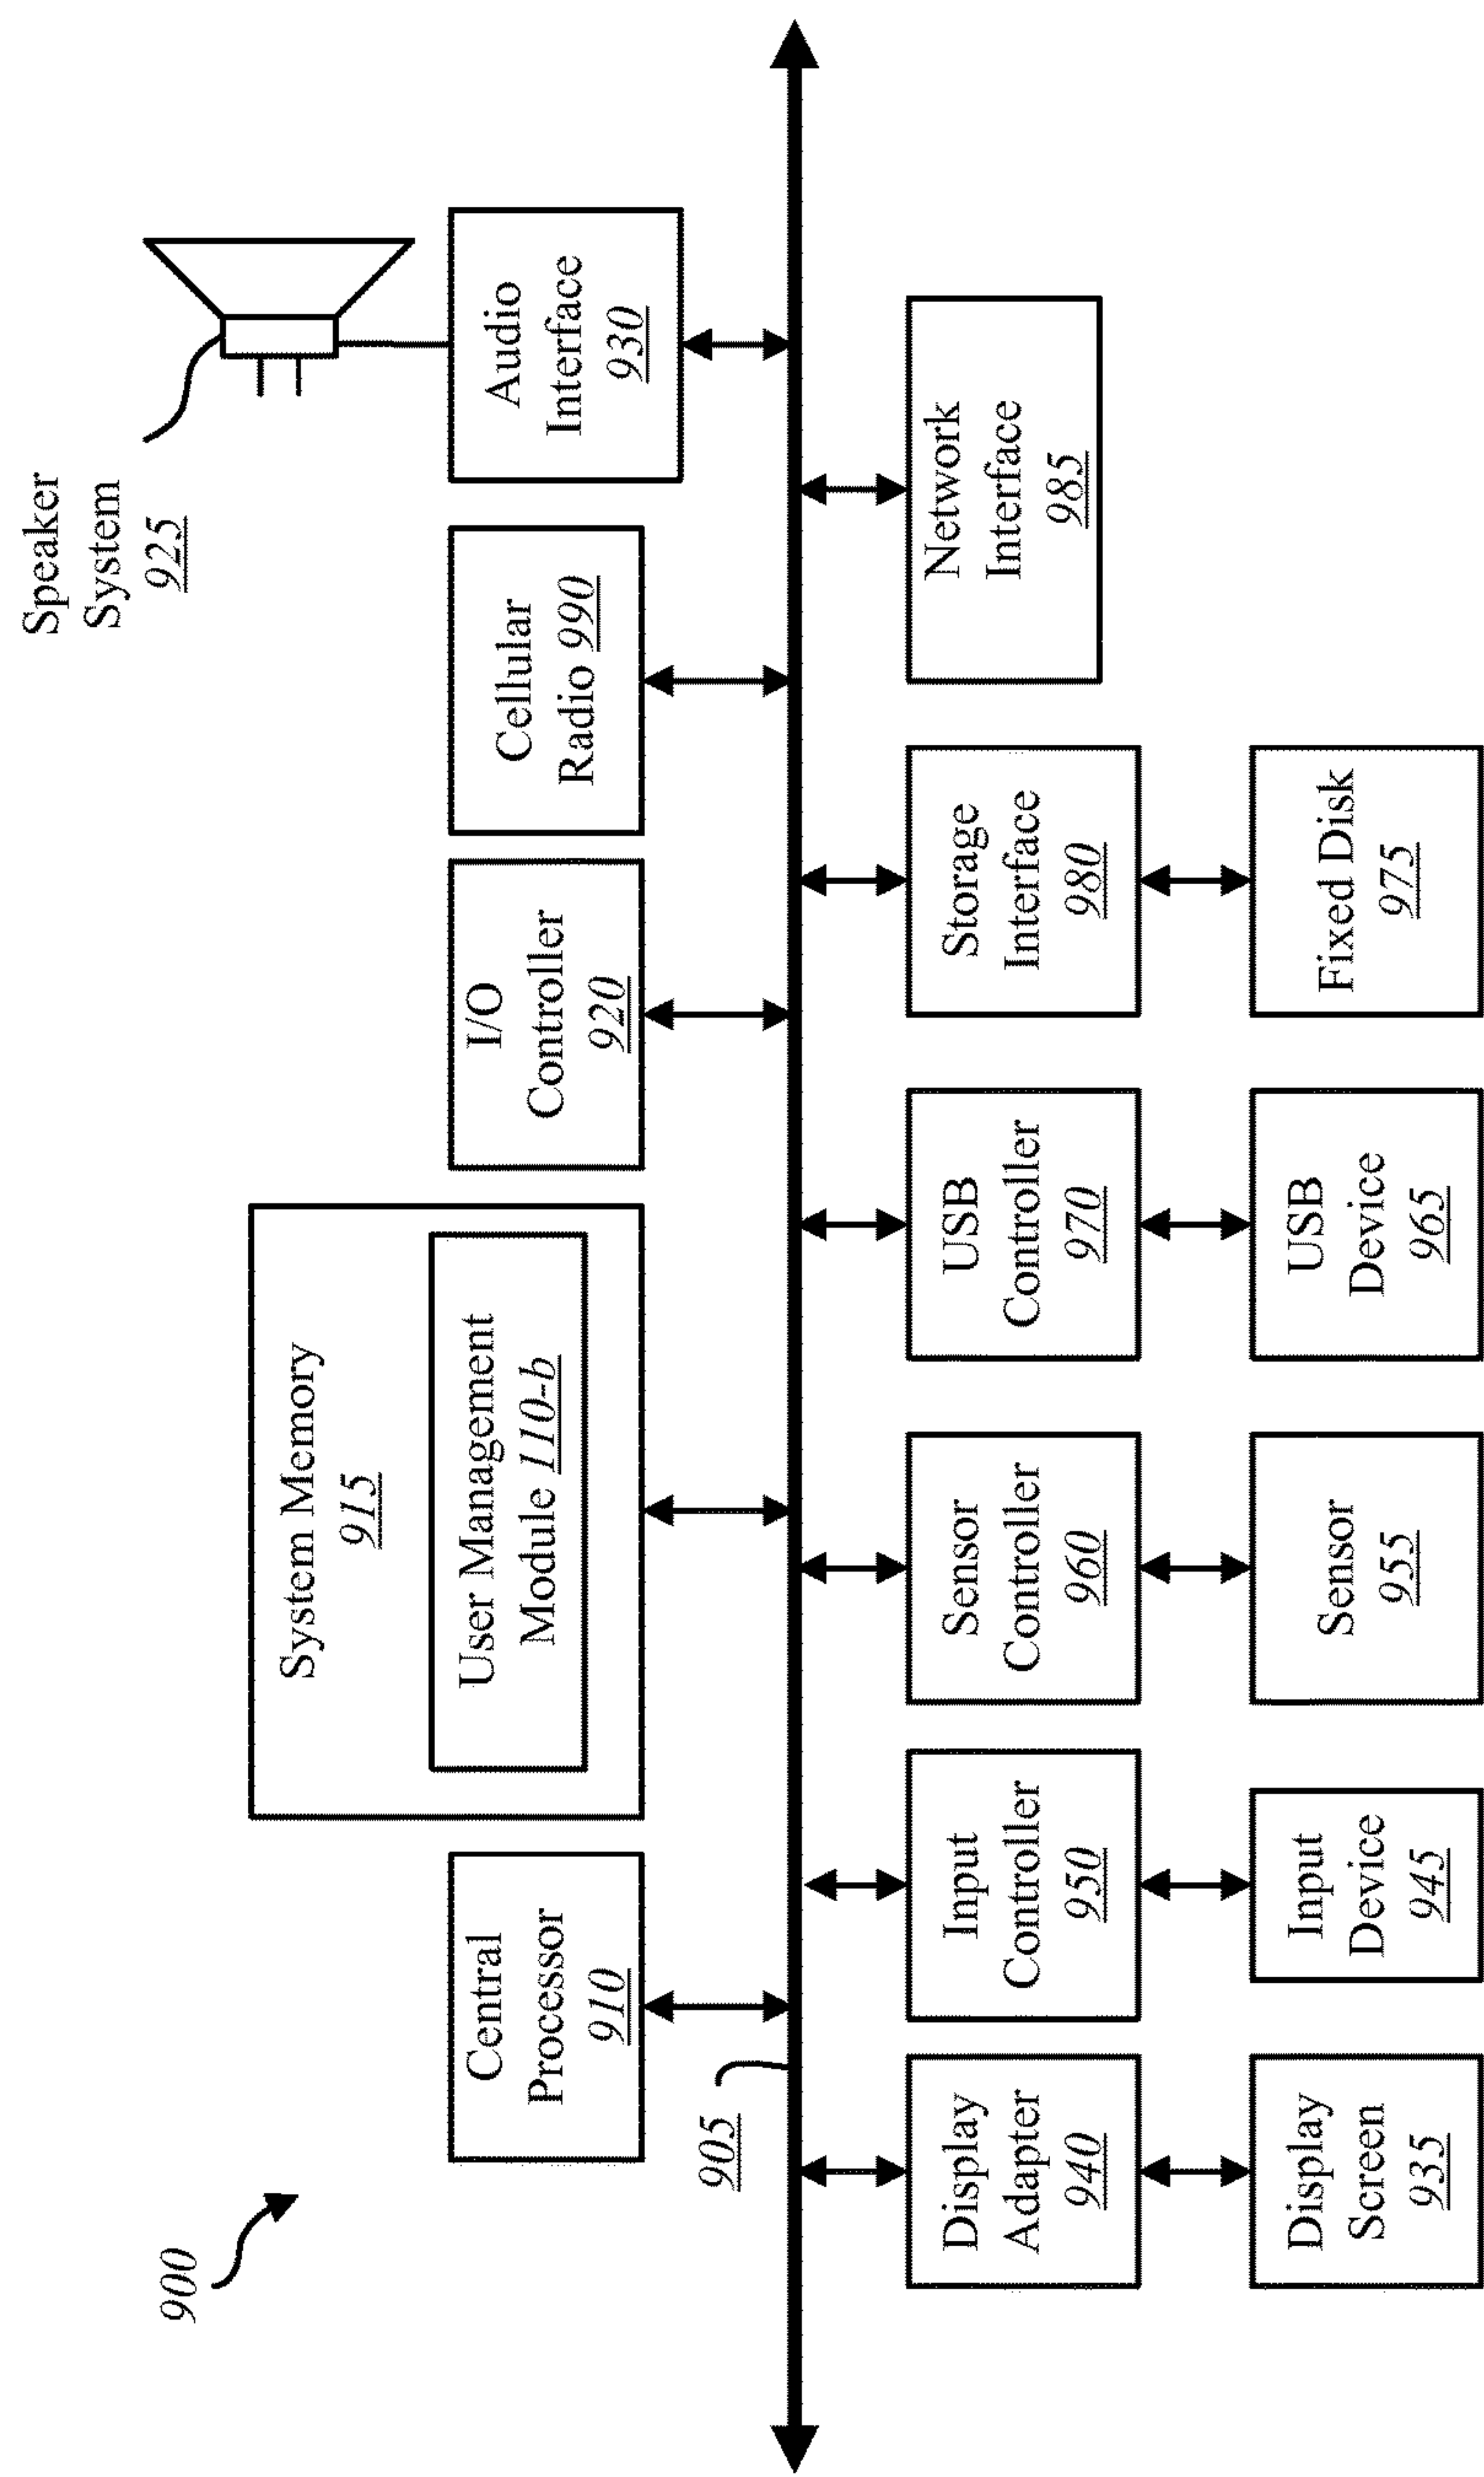 900
Central
Processor
910
System Memory
915
User Management
Module 110-b
I/O
Controller
920
Cellular
Radio 990
Speaker
System
925
Audio
Interface
930
905
Display
Adapter
940
Input
Controller
950
Sensor
Controller
960
USB
Controller
970
Storage
Interface
980
Network
Interface
985
Display
Screen
935
Input
Device
945
Sensor
955
USB
Device
965
Fixed Disk
975